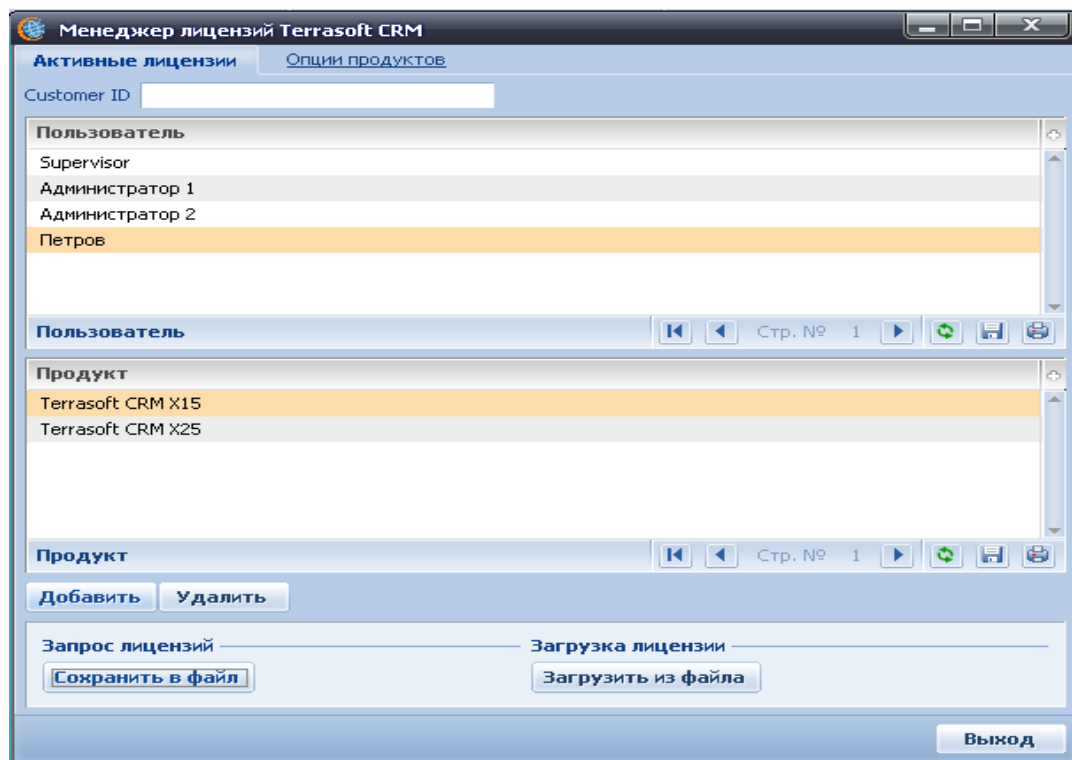 Менеджер лицензий Terrasoft CRM
Активные лицензии Опции продуктов
Customer ID
Пользователь
Supervisor
Администратор 1
Администратор 2
Петров
Пользователь Стр. № 1
Продукт
Terrasoft CRM X15
Terrasoft CRM X25
Продукт Стр. № 1
Добавить Удалить
Запрос лицензий Загрузка лицензии
Сохранить в файл Загрузить из файла
Выход